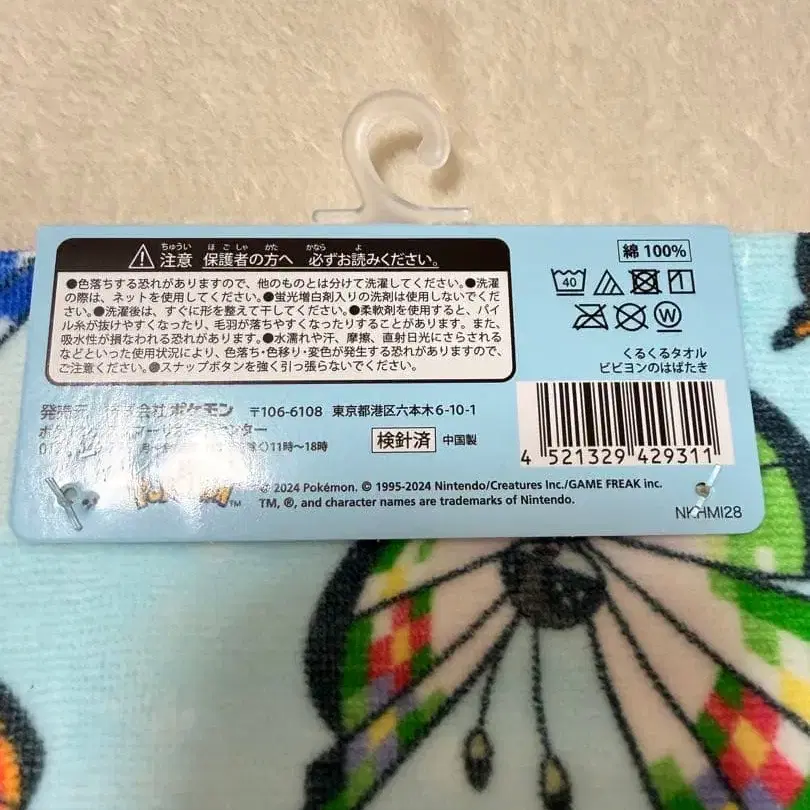 注意 保護者の方へ 必ずお読みください。
ちゅうい ほごしゃ かた かなら よ
●色落ちする恐れがありますので、他のものとは分けて洗濯してください。●洗濯
の際は、ネットを使用してください。●蛍光増白剤入りの洗剤は使用しないでくだ
さい。●洗濯後は、すぐに形を整えて干してください。●柔軟剤を使用すると、パイ
ル糸が抜けやすくなったり、毛羽が落ちやすくなったりすることがあります。また、
吸水性が損なわれる恐れがあります。●水濡れや汗、摩擦、直射日光にさらされる
などといった使用状況により、色落ち・色移り・変色が発生する恐れがありますので、
ご注意ください。●スナップボタンを強く引っ張らないでください。
綿 100%
40
W
くるくるタオル
ビビヨンのはばたき
4 521329 429311
発売元 株式会社ポケモン 〒106-6108 東京都港区六本木6-10-1
11時〜18時
検針済 中国製
© 2024 Pokémon. © 1995-2024 Nintendo/Creatures Inc./GAME FREAK inc.
TM, ®, and character names are trademarks of Nintendo.
NKHMI28